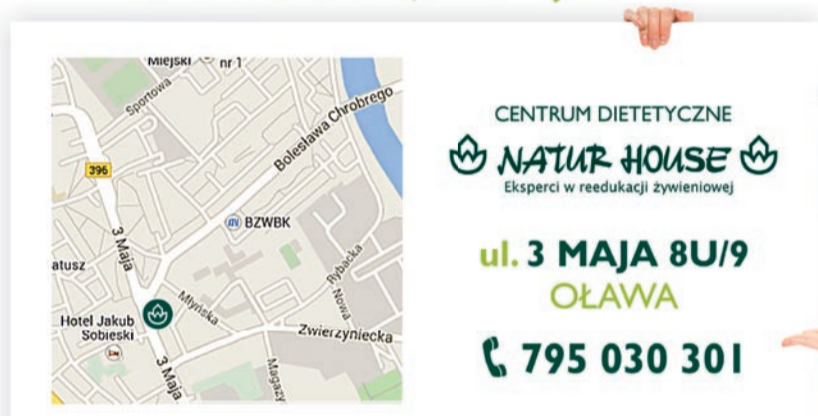 Miejski
nr 1
Sportowa
Bolesława Chrobrego
396
3 Maja
BZWBK
atusz
Rybacka
Młyńska
Nowa
Hotel Jakub
Sobieski
Zwierzyniecka
3 Maja
Magazy
CENTRUM DIETETYCZNE
NATUR HOUSE
Eksperci w reedukacji żywieniowej
ul. 3 MAJA 8U/9
OŁAWA
795 030 301